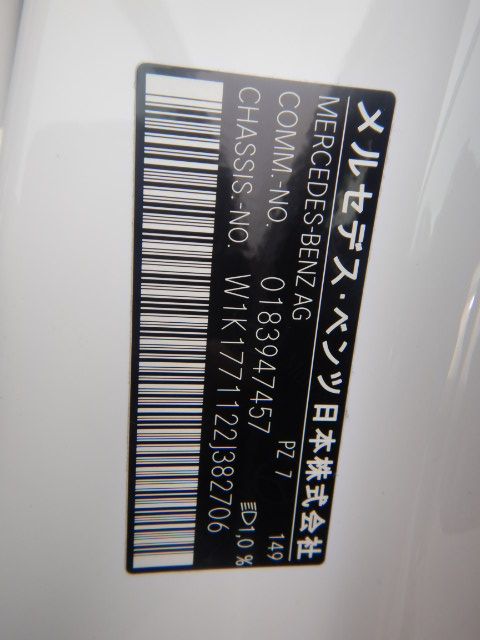 メルセデス・ベンツ日本株式会社
MERCEDES-BENZ AG 149
COMM.-NO. 0183947457 PZ 7
CHASSIS.-NO. W1K1771122J382706 1,0 %